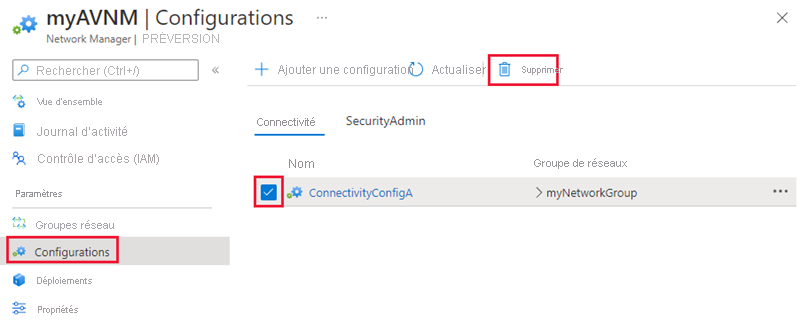 myAVNM | Configurations ...
Network Manager | PRÉVERSION
Rechercher (Ctrl+/) «
Vue d'ensemble
Journal d'activité
Contrôle d'accès (IAM)
Paramètres
Groupes réseau
Configurations
Déploiements
Propriétés
Ajouter une configuration Actualiser Supprimer
Connectivité SecurityAdmin
Nom Groupe de réseaux
ConnectivityConfigA > myNetworkGroup ...